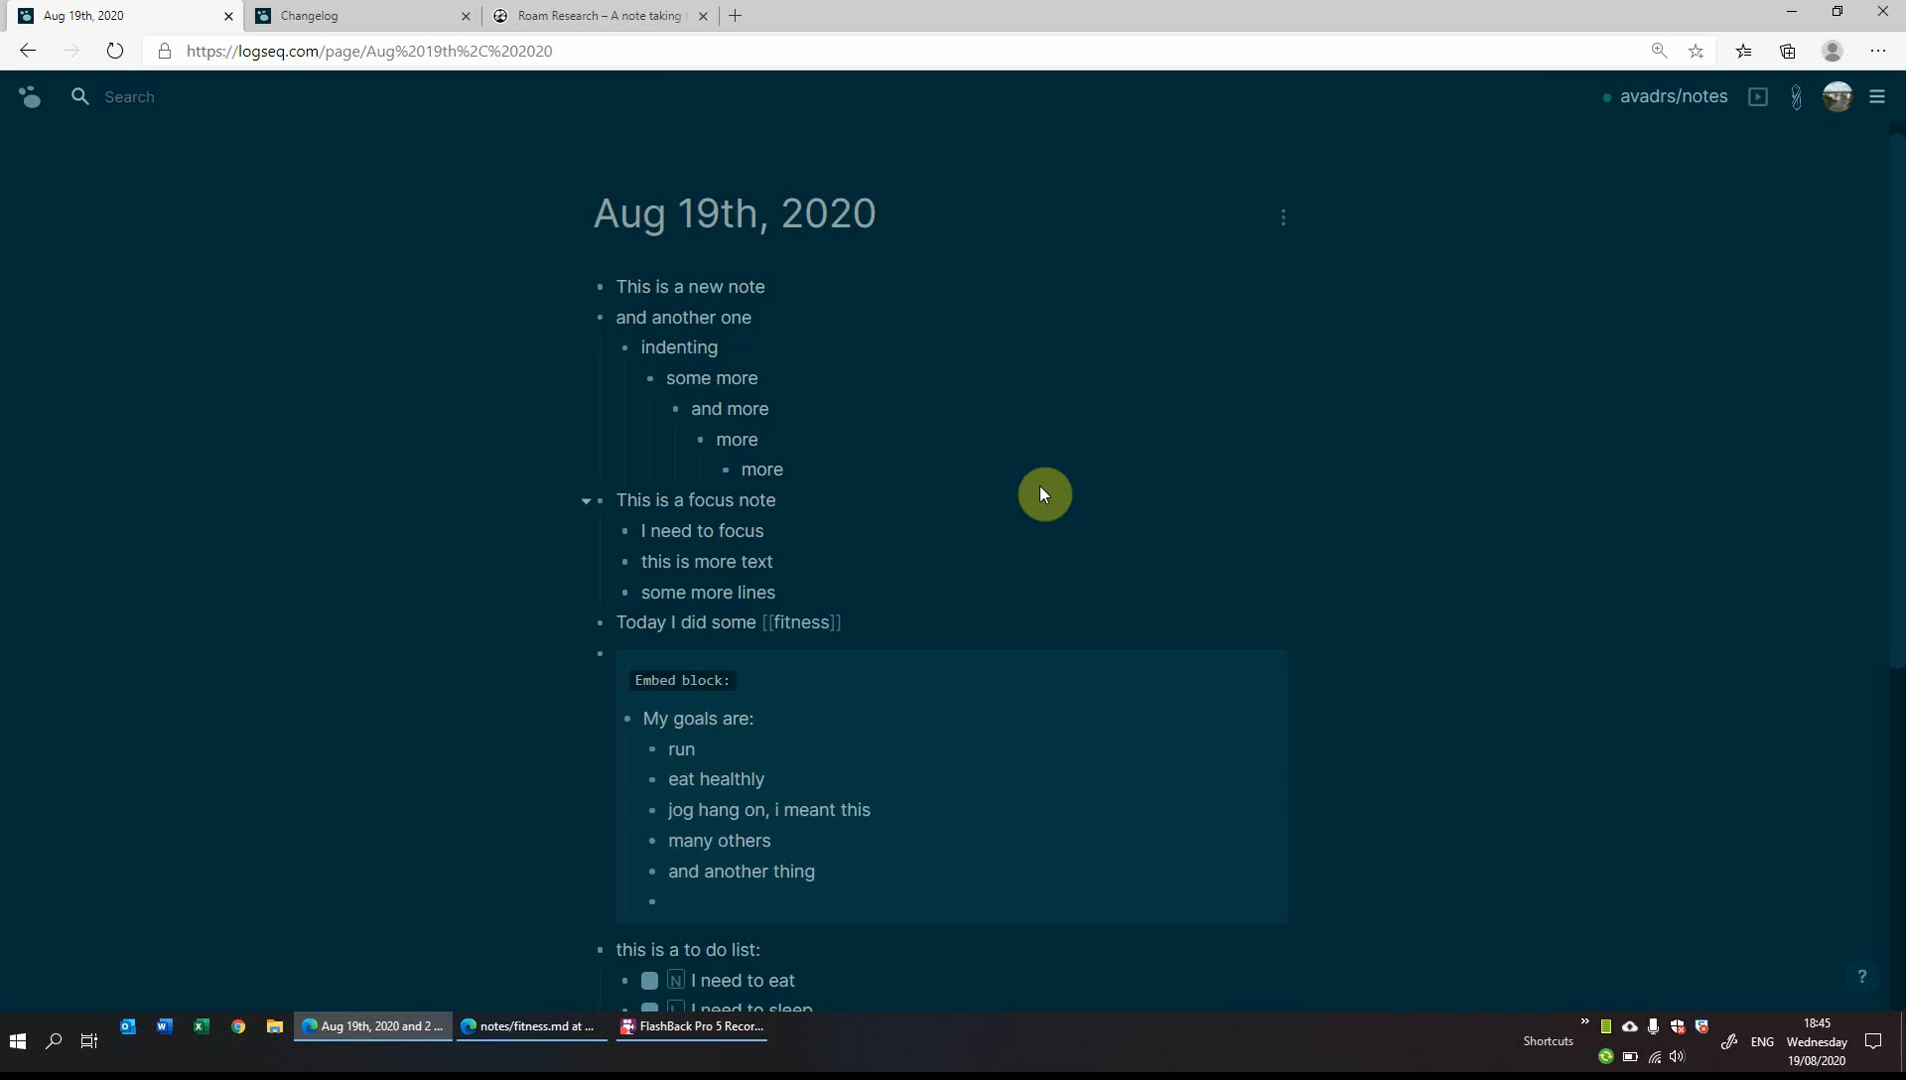 Aug 19th, 2020
Changelog
Roam Research – A note taking
https://logseq.com/page/Aug%2019th%2C%202020
Search
avadrs/notes
Aug 19th, 2020
This is a new note
and another one
indenting
some more
and more
more
more
This is a focus note
I need to focus
this is more text
some more lines
Today I did some [[fitness]]
Embed block:
My goals are:
run
eat healthly
jog hang on, i meant this
many others
and another thing
this is a to do list:
N I need to eat
L I need to sleep
?
Aug 19th, 2020 and 2 ...
notes/fitness.md at ...
FlashBack Pro 5 Recor...
Shortcuts
ENG
18:45
Wednesday
19/08/2020